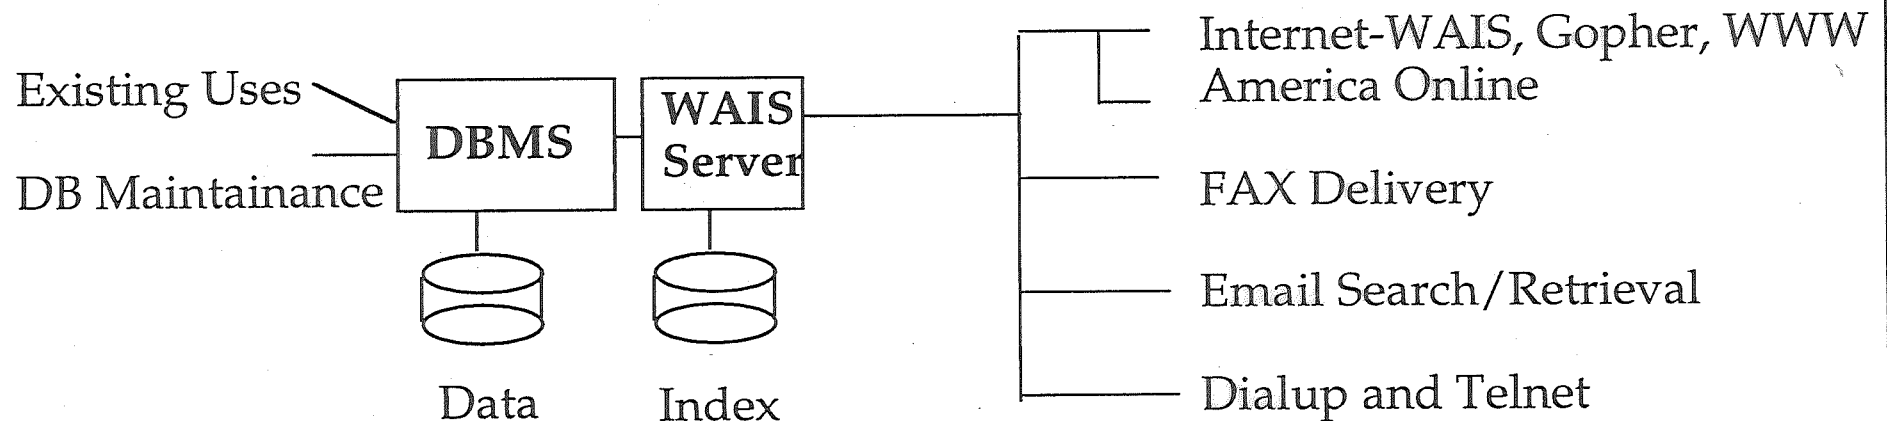 Existing Uses
DB Maintainance
DBMS
WAIS
Server
Data
Index
Internet-WAIS, Gopher, WWW
America Online
FAX Delivery
Email Search/Retrieval
Dialup and Telnet